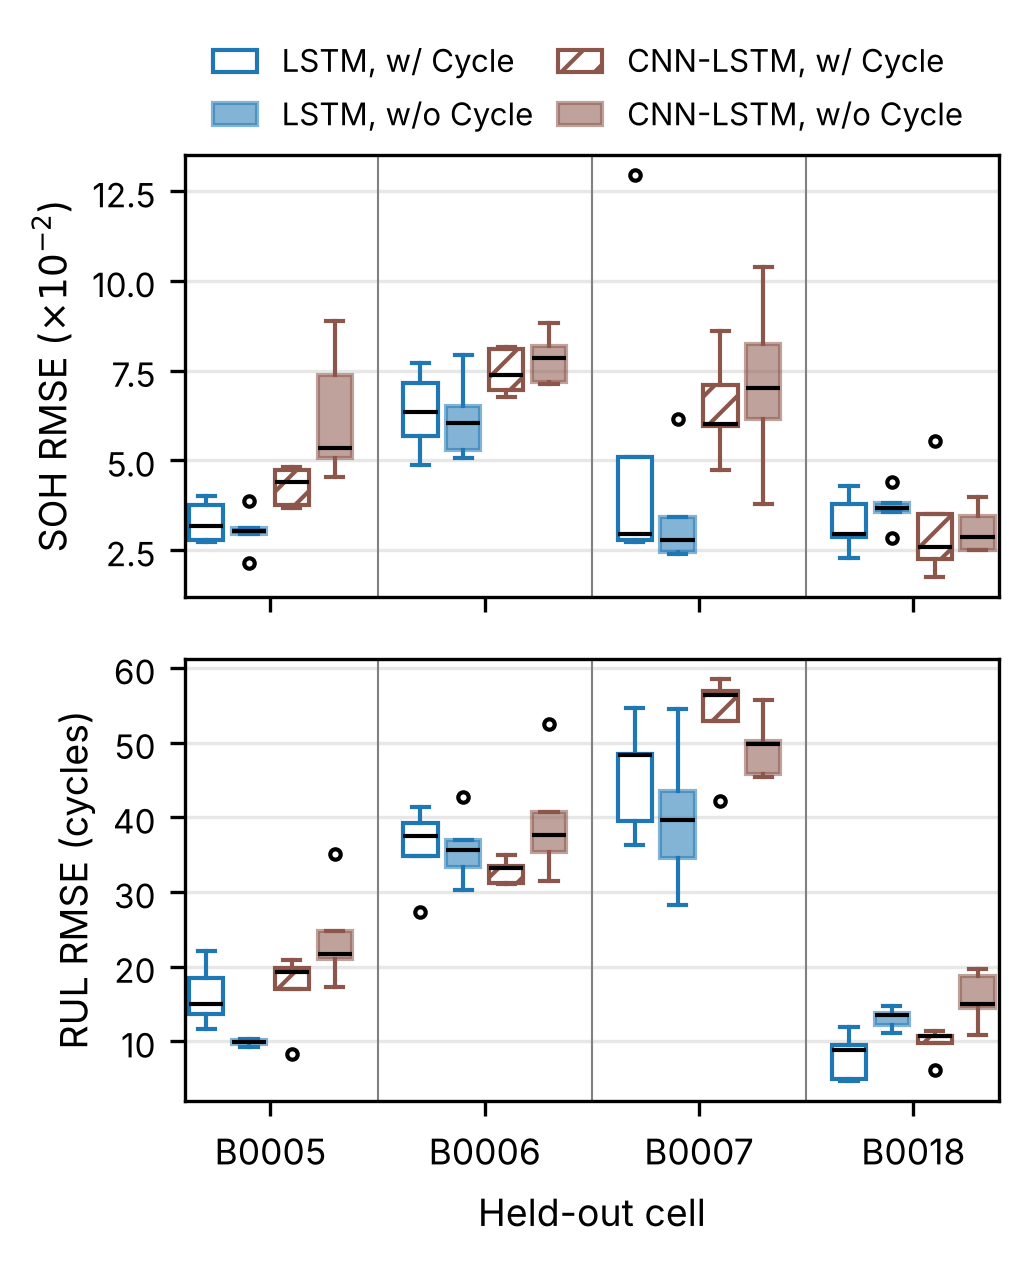 LSTM, w/ Cycle
CNN-LSTM, w/ Cycle
LSTM, w/o Cycle
CNN-LSTM, w/o Cycle
SOH RMSE (×10⁻²)
12.5
10.0
7.5
5.0
2.5
RUL RMSE (cycles)
60
50
40
30
20
10
B0005
B0006
B0007
B0018
Held-out cell